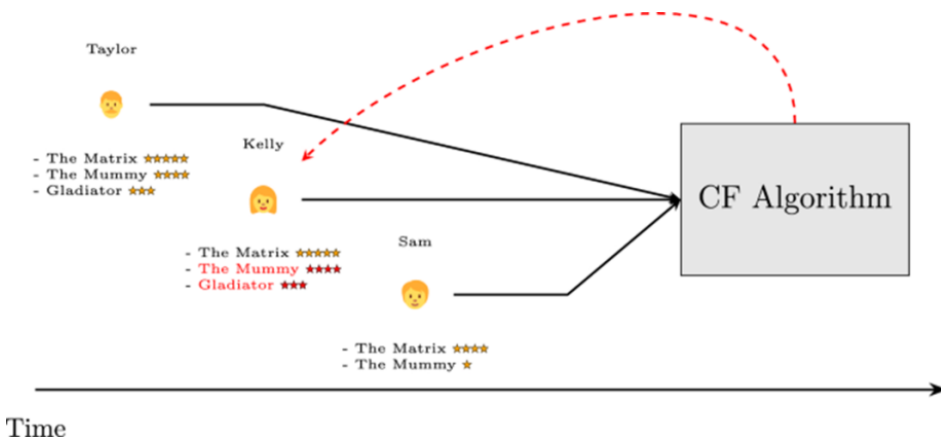 Taylor
- The Matrix ★★★★★
- The Mummy ★★★★
- Gladiator ★★★
Kelly
- The Matrix ★★★★★
- The Mummy ★★★★
- Gladiator ★★★
Sam
- The Matrix ★★★★
- The Mummy ★
CF Algorithm
Time